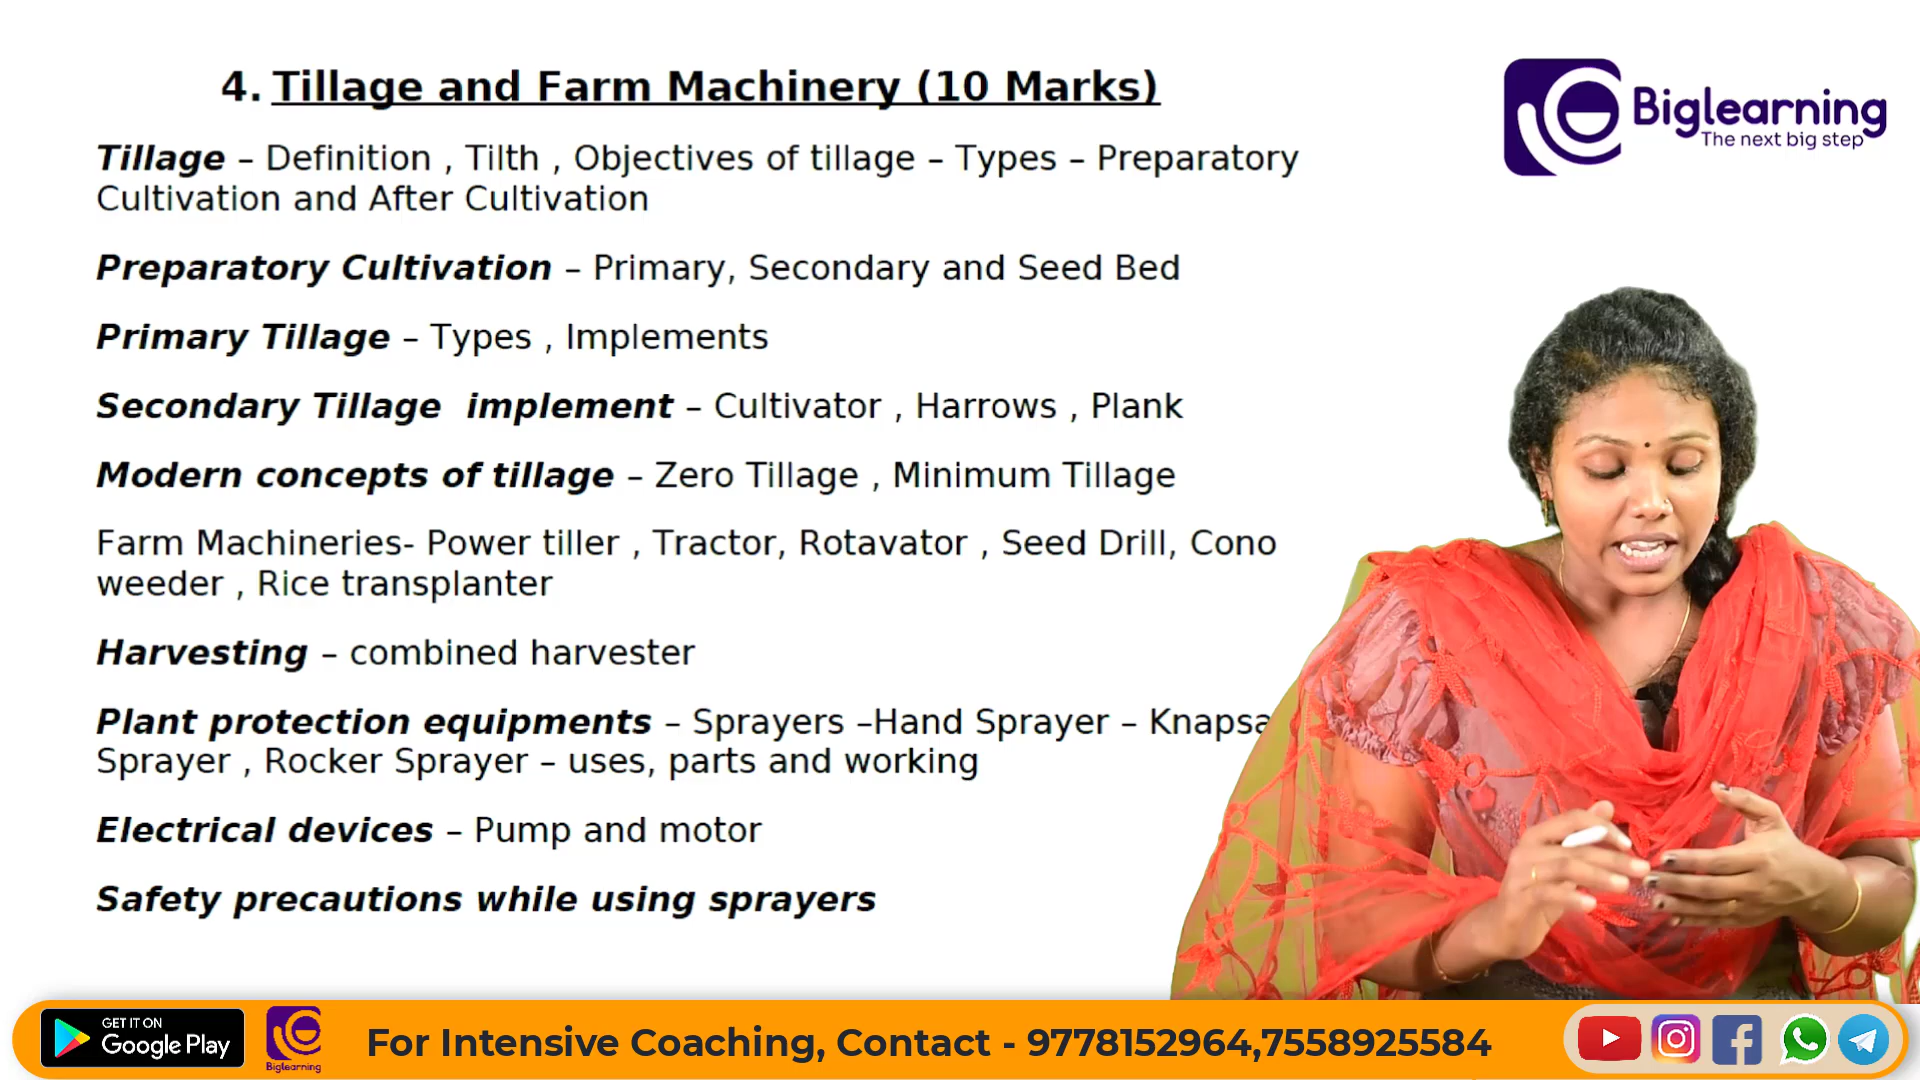 4. Tillage and Farm Machinery (10 Marks)
Tillage – Definition , Tilth , Objectives of tillage – Types – Preparatory
Cultivation and After Cultivation
Preparatory Cultivation – Primary, Secondary and Seed Bed
Primary Tillage – Types , Implements
Secondary Tillage implement – Cultivator , Harrows , Plank
Modern concepts of tillage – Zero Tillage , Minimum Tillage
Farm Machineries- Power tiller , Tractor, Rotavator , Seed Drill, Cono
weeder , Rice transplanter
Harvesting – combined harvester
Plant protection equipments – Sprayers –Hand Sprayer –
Sprayer , Rocker Sprayer – uses, parts and working
Electrical devices – Pump and motor
Safety precautions while using sprayers
Biglearning
The next big step
GET IT ON
Google Play
Biglearning
For Intensive Coaching, Contact - 9778152964,7558925584